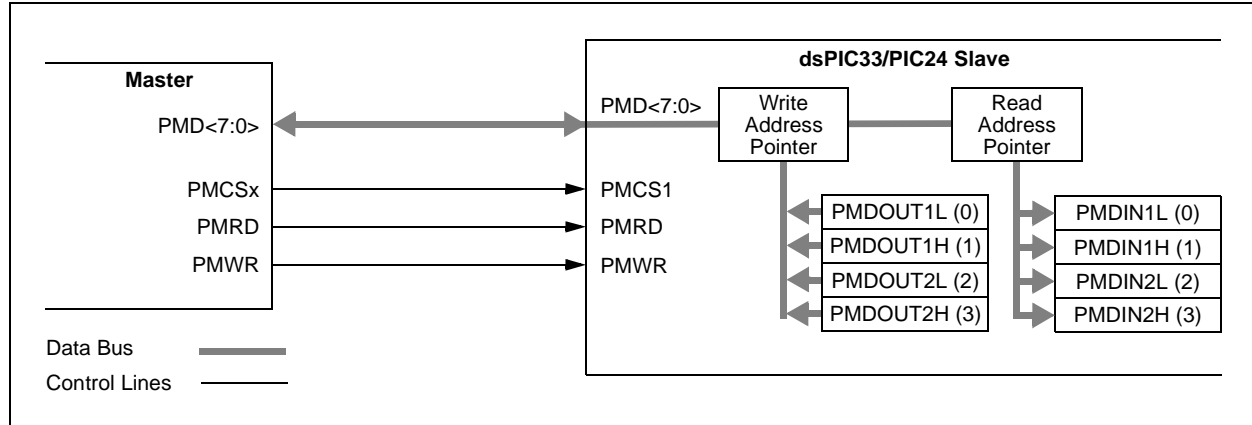 dsPIC33/PIC24 Slave
Master
PMD<7:0>
PMCSx
PMRD
PMWR
PMD<7:0>
PMCS1
PMRD
PMWR
Write
Address
Pointer
Read
Address
Pointer
PMDOUT1L (0)
PMDOUT1H (1)
PMDOUT2L (2)
PMDOUT2H (3)
PMDIN1L (0)
PMDIN1H (1)
PMDIN2L (2)
PMDIN2H (3)
Data Bus
Control Lines